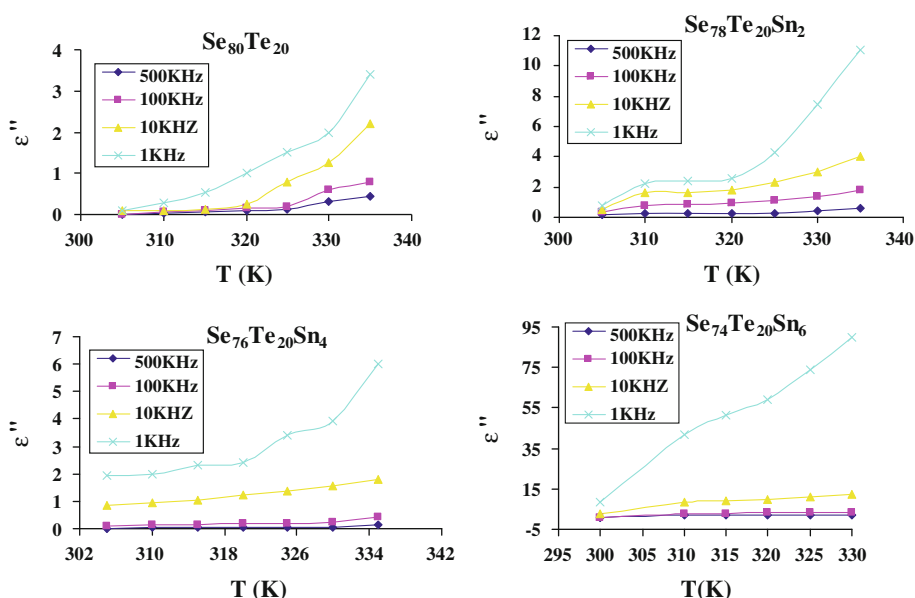 Se80Te20
4
3
2
1
0
ε"
500KHz
100KHz
10KHZ
1KHz
300 310 320 330 340
T (K)
Se78Te20Sn2
12
10
8
6
4
2
0
ε"
500KHz
100KHz
10KHZ
1KHz
300 310 320 330 340
T (K)
Se76Te20Sn4
7
6
5
4
3
2
1
0
ε"
500KHz
100KHz
10KHZ
1KHz
302 310 318 326 334 342
T (K)
Se74Te20Sn6
95
75
55
35
15
-5
ε"
500KHz
100KHz
10KHZ
1KHz
295 300 305 310 315 320 325 330
T(K)